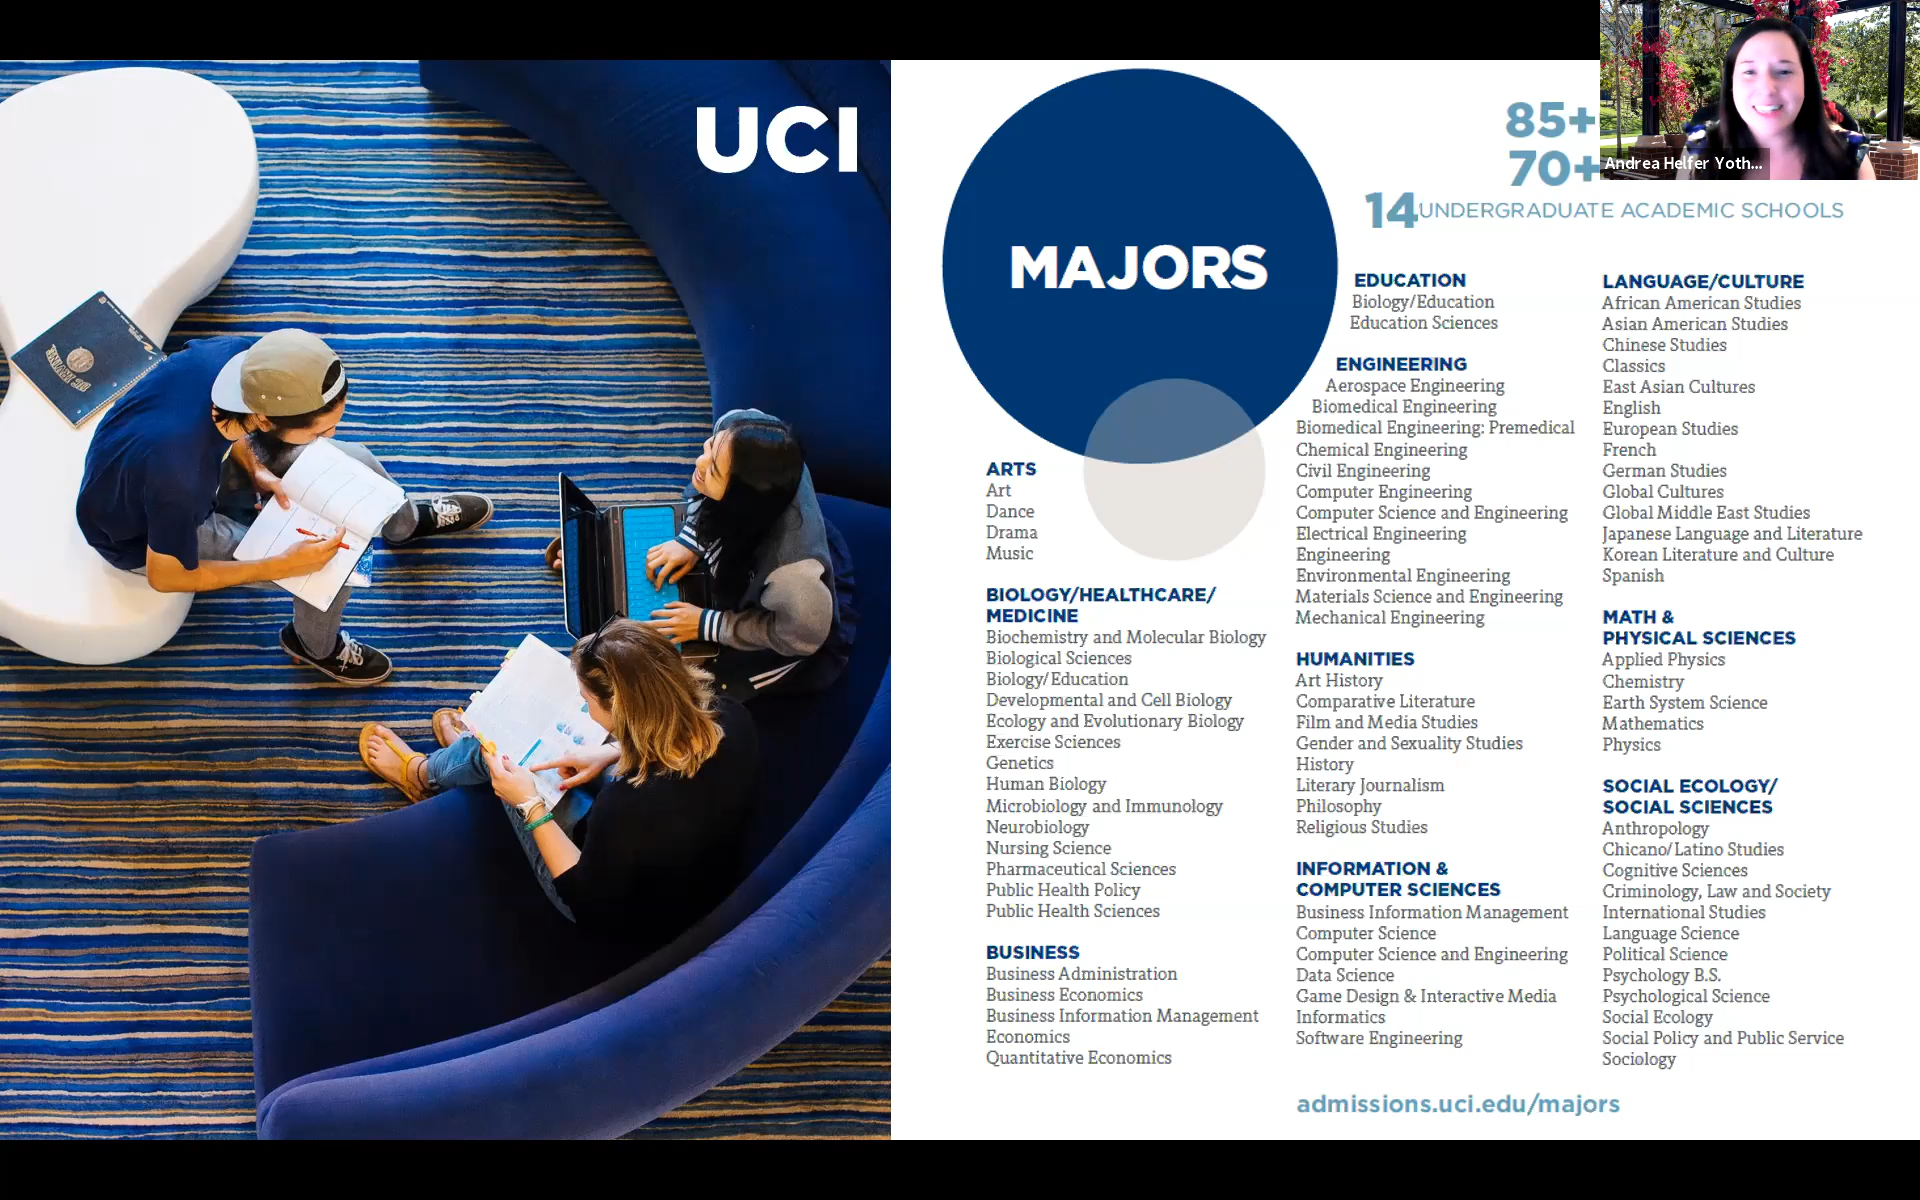 UCI
MAJORS
85+
70+
14 UNDERGRADUATE ACADEMIC SCHOOLS
Andrea Helfer Yoth...
ARTS
Art
Dance
Drama
Music
BIOLOGY/HEALTHCARE/
MEDICINE
Biochemistry and Molecular Biology
Biological Sciences
Biology/Education
Developmental and Cell Biology
Ecology and Evolutionary Biology
Exercise Sciences
Genetics
Human Biology
Microbiology and Immunology
Neurobiology
Nursing Science
Pharmaceutical Sciences
Public Health Policy
Public Health Sciences
BUSINESS
Business Administration
Business Economics
Business Information Management
Economics
Quantitative Economics
EDUCATION
Biology/Education
Education Sciences
ENGINEERING
Aerospace Engineering
Biomedical Engineering
Biomedical Engineering: Premedical
Chemical Engineering
Civil Engineering
Computer Engineering
Computer Science and Engineering
Electrical Engineering
Engineering
Environmental Engineering
Materials Science and Engineering
Mechanical Engineering
HUMANITIES
Art History
Comparative Literature
Film and Media Studies
Gender and Sexuality Studies
History
Literary Journalism
Philosophy
Religious Studies
INFORMATION &
COMPUTER SCIENCES
Business Information Management
Computer Science
Computer Science and Engineering
Data Science
Game Design & Interactive Media
Informatics
Software Engineering
LANGUAGE/CULTURE
African American Studies
Asian American Studies
Chinese Studies
Classics
East Asian Cultures
English
European Studies
French
German Studies
Global Cultures
Global Middle East Studies
Japanese Language and Literature
Korean Literature and Culture
Spanish
MATH &
PHYSICAL SCIENCES
Applied Physics
Chemistry
Earth System Science
Mathematics
Physics
SOCIAL ECOLOGY/
SOCIAL SCIENCES
Anthropology
Chicano/Latino Studies
Cognitive Sciences
Criminology, Law and Society
International Studies
Language Science
Political Science
Psychology B.S.
Psychological Science
Social Ecology
Social Policy and Public Service
Sociology
admissions.uci.edu/majors